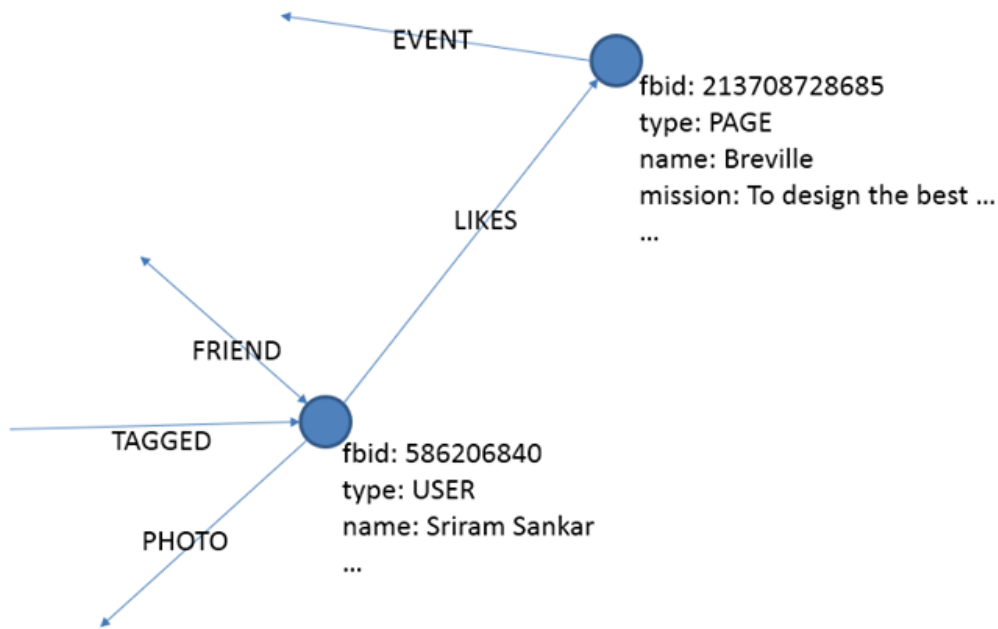 EVENT
fbid: 213708728685
type: PAGE
name: Breville
mission: To design the best ...
...
LIKES
FRIEND
TAGGED
fbid: 586206840
type: USER
name: Sriram Sankar
...
PHOTO